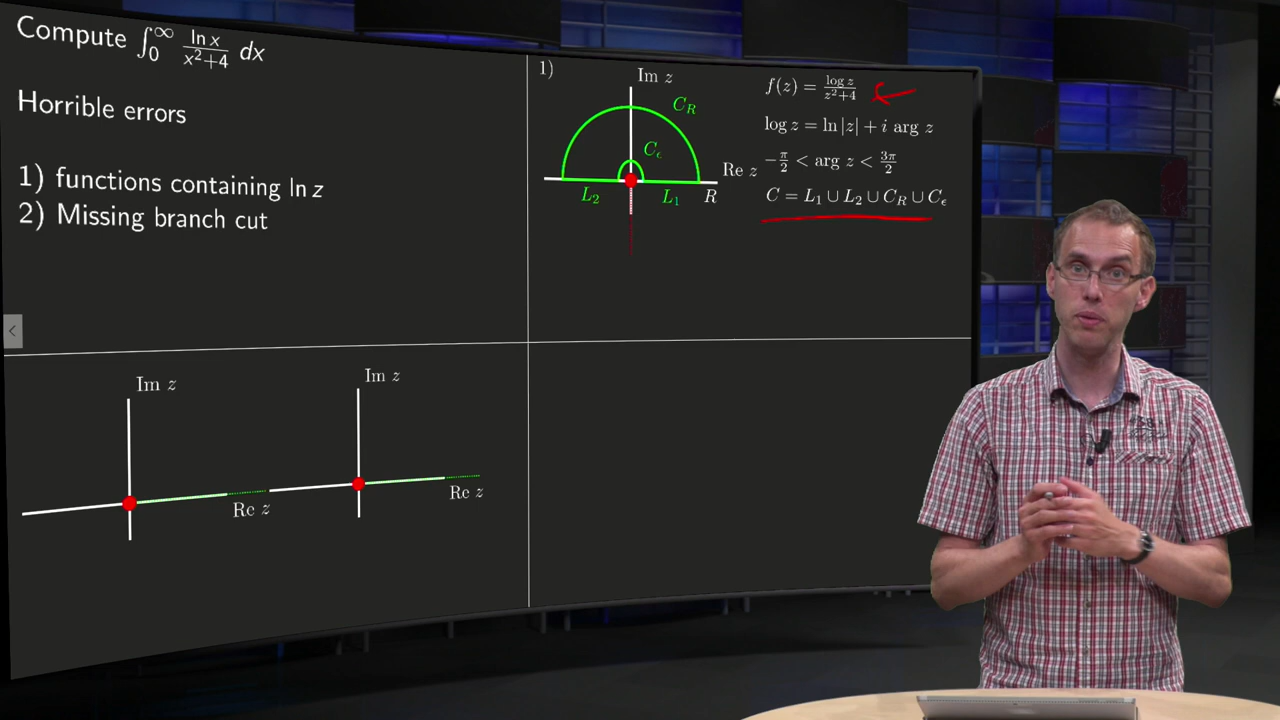 Compute ∫₀^∞ ln x / (x²+4) dx
Horrible errors
1) functions containing ln z
2) Missing branch cut
Im z
Re z
Im z
Re z
1)
Im z
C_R
C_ϵ
Re z
L₂
L₁
R
f(z) = log z / (z²+4)
log z = ln|z| + i arg z
−π/2 < arg z < 3π/2
C = L₁ ∪ L₂ ∪ C_R ∪ C_ϵ